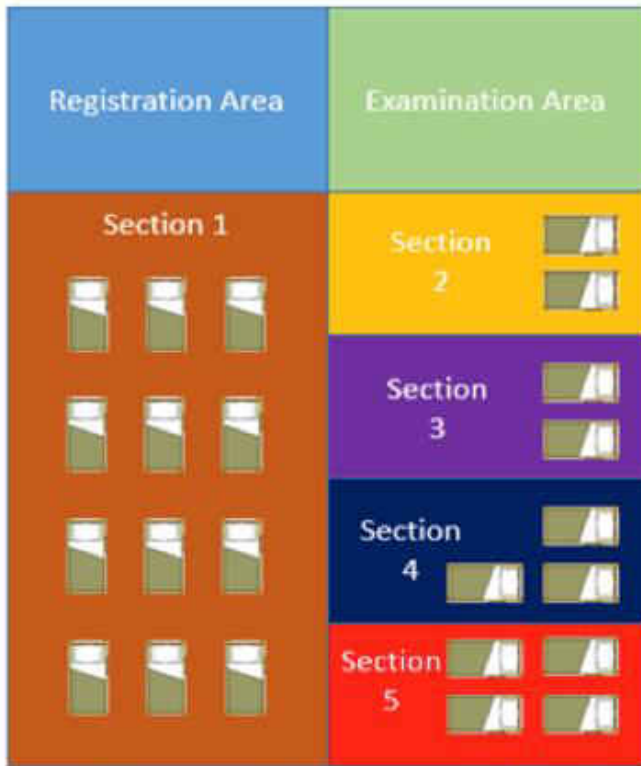 Registration Area
Examination Area
Section 1
Section
2
Section
3
Section
4
Section
5